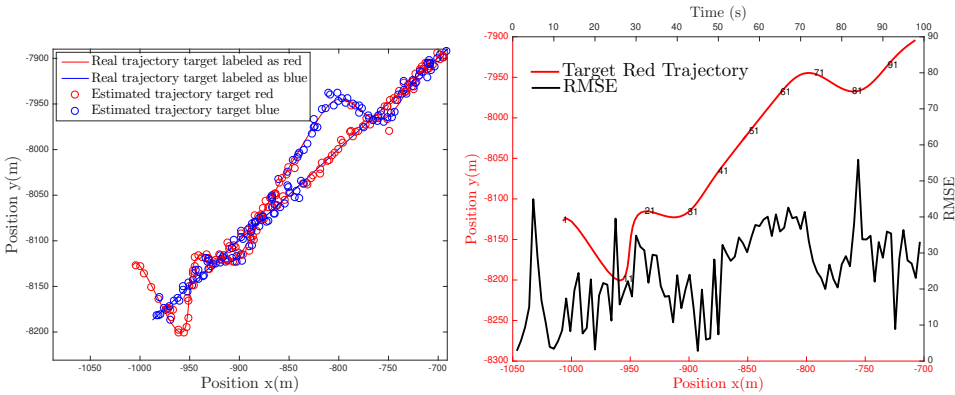 -7900
-7950
-8000
-8050
-8100
-8150
-8200
Position y(m)
Real trajectory target labeled as red
Real trajectory target labeled as blue
Estimated trajectory target red
Estimated trajectory target blue
-1000 -950 -900 -850 -800 -750 -700
Position x(m)
Time (s)
0 10 20 30 40 50 60 70 80 90 100
-7900
-7950
-8000
-8050
-8100
-8150
-8200
-8250
-8300
Position y(m)
Target Red Trajectory
RMSE
1 11 21 31 41 51 61 71 81 91
90
80
70
60
50
40
30
20
10
0
RMSE
-1050 -1000 -950 -900 -850 -800 -750 -700
Position x(m)